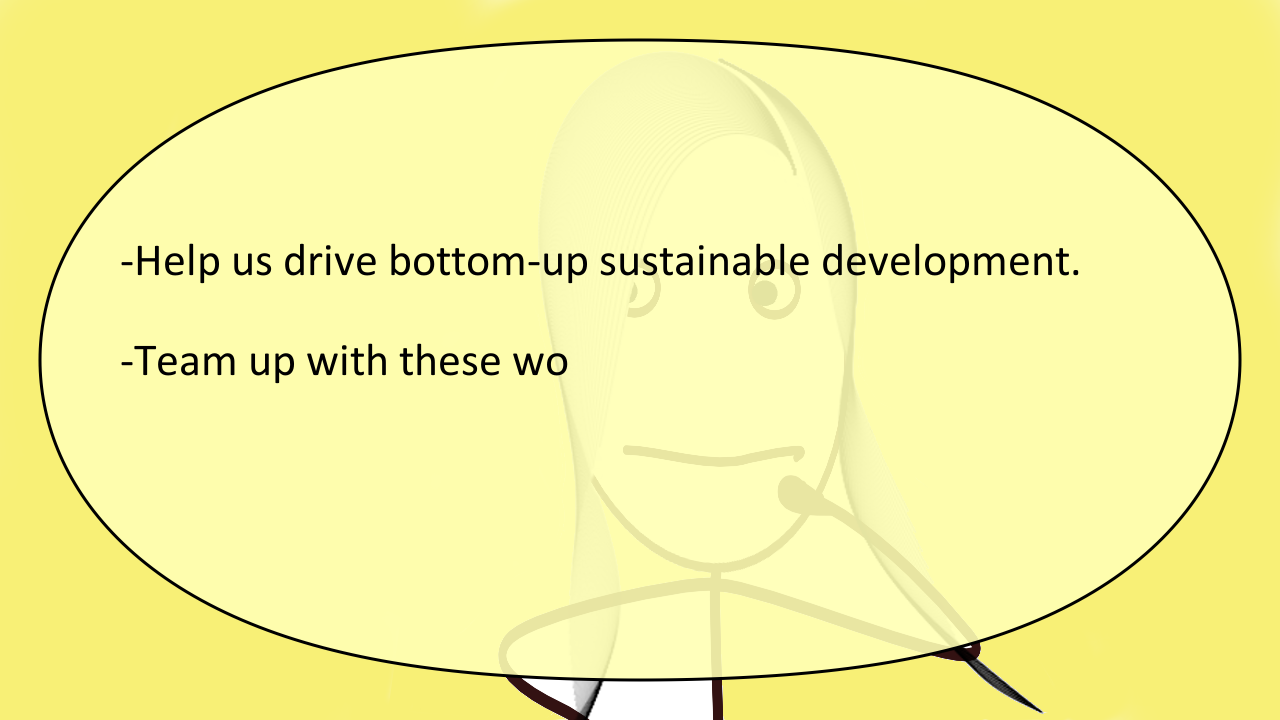 -Help us drive bottom-up sustainable development.
-Team up with these wo